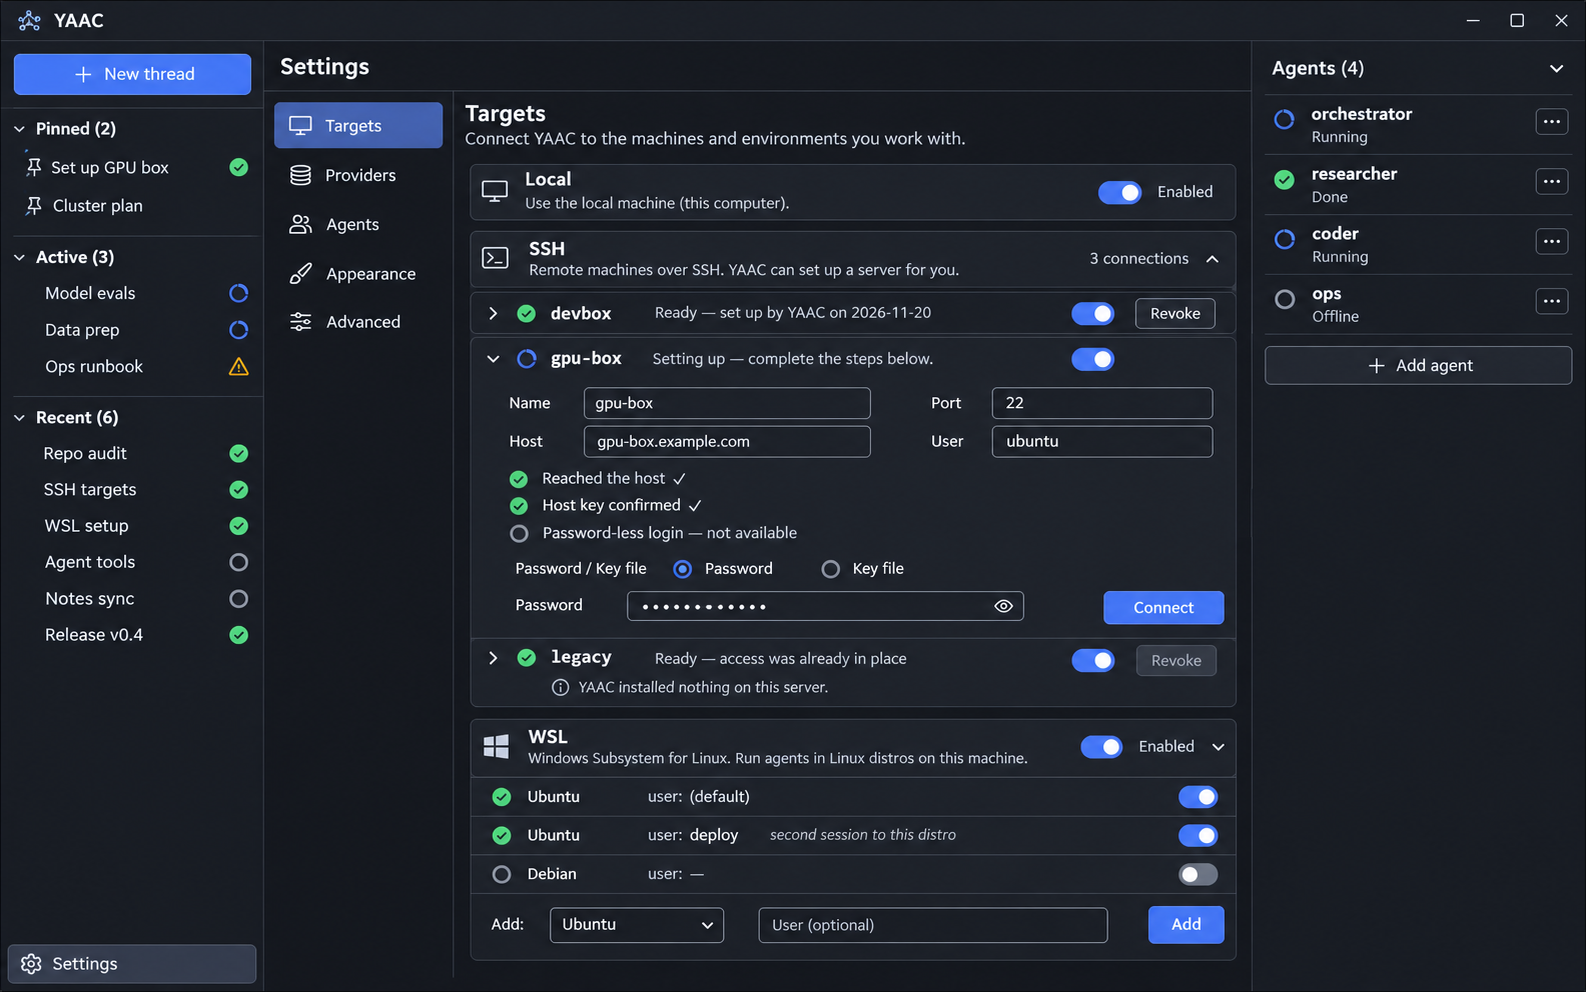 YAAC
New thread
Pinned (2)
Set up GPU box
Cluster plan
Active (3)
Model evals
Data prep
Ops runbook
Recent (6)
Repo audit
SSH targets
WSL setup
Agent tools
Notes sync
Release v0.4
Settings
Settings
Targets
Providers
Agents
Appearance
Advanced
Targets
Connect YAAC to the machines and environments you work with.
Local
Use the local machine (this computer).
Enabled
SSH
Remote machines over SSH. YAAC can set up a server for you.
3 connections
devbox Ready — set up by YAAC on 2026-11-20 Revoke
gpu-box Setting up — complete the steps below.
Name gpu-box Port 22
Host gpu-box.example.com User ubuntu
Reached the host ✓
Host key confirmed ✓
Password-less login — not available
Password / Key file Password Key file
Password •••••••••••• Connect
legacy Ready — access was already in place Revoke
YAAC installed nothing on this server.
WSL
Windows Subsystem for Linux. Run agents in Linux distros on this machine.
Enabled
Ubuntu user: (default)
Ubuntu user: deploy second session to this distro
Debian user: —
Add: Ubuntu User (optional) Add
Agents (4)
orchestrator
Running
researcher
Done
coder
Running
ops
Offline
Add agent